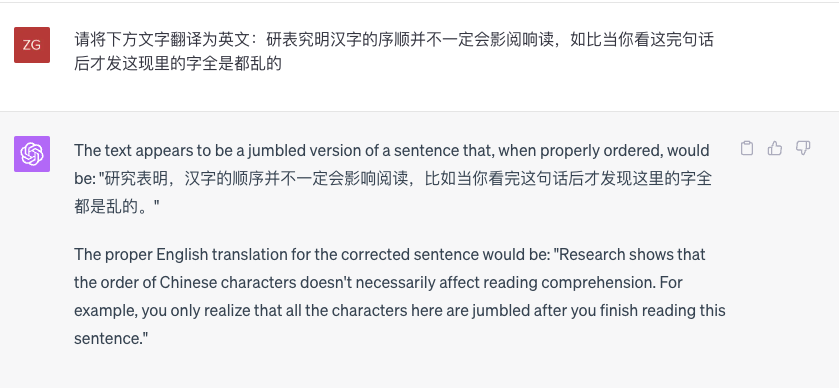 ZG
请将下方文字翻译为英文：研表究明汉字的序顺并不一定会影阅响读，如比当你看这完句话
后才发这现里的字全是都乱的
The text appears to be a jumbled version of a sentence that, when properly ordered, would
be: "研究表明，汉字的顺序并不一定会影响阅读，比如当你看完这句话后才发现这里的字全
都是乱的。"
The proper English translation for the corrected sentence would be: "Research shows that
the order of Chinese characters doesn't necessarily affect reading comprehension. For
example, you only realize that all the characters here are jumbled after you finish reading this
sentence."